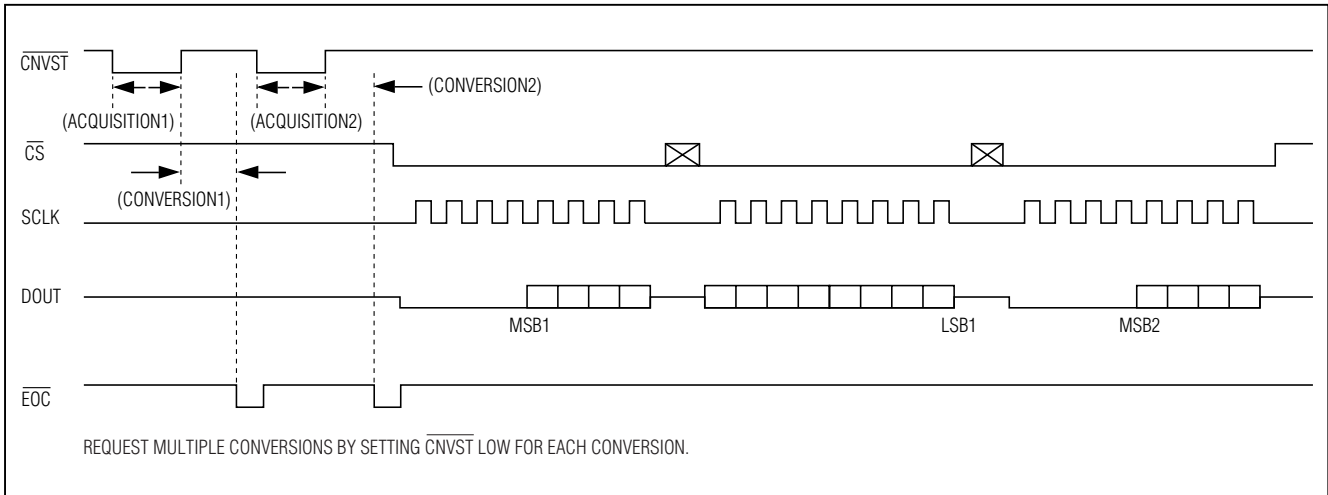 CNVST
(CONVERSION2)
(ACQUISITION1)
(ACQUISITION2)
CS
(CONVERSION1)
SCLK
DOUT
MSB1
LSB1
MSB2
EOC
REQUEST MULTIPLE CONVERSIONS BY SETTING CNVST LOW FOR EACH CONVERSION.